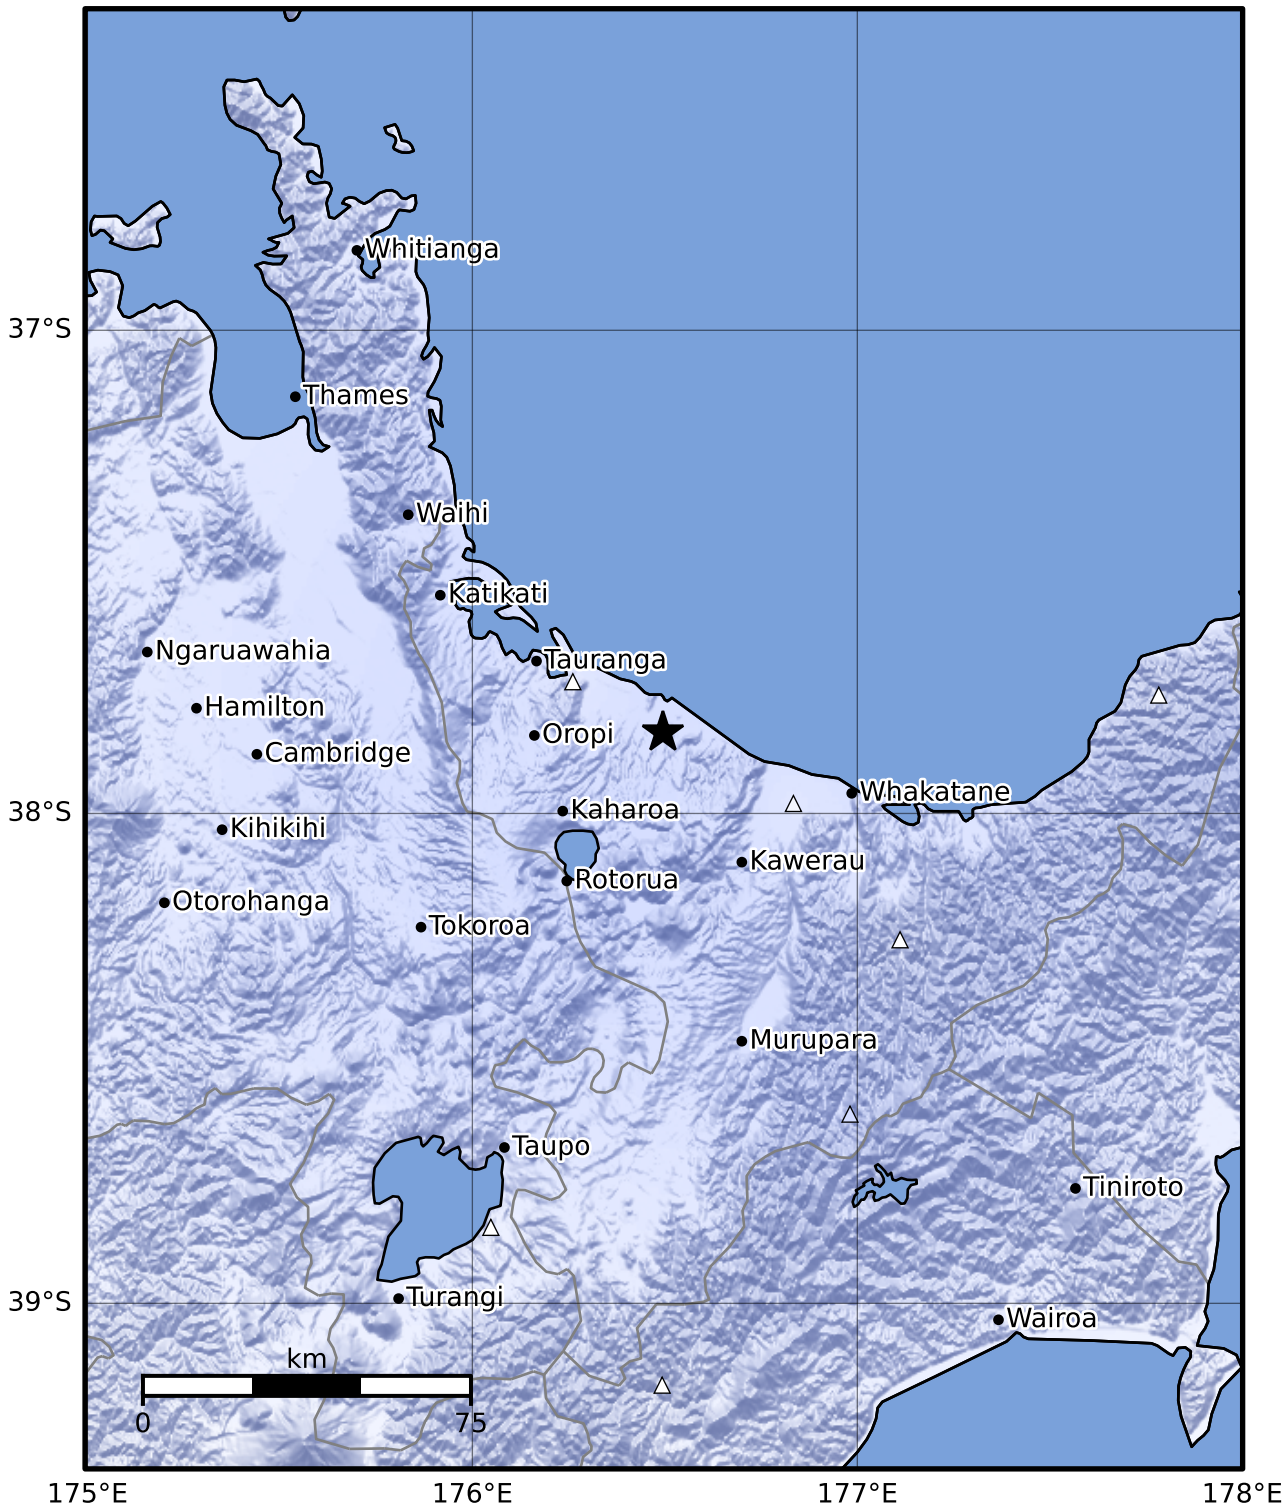 Whitianga
37°S
Thames
Waihi
Katikati
Ngaruawahia
Tauranga
Hamilton
Oropi
Cambridge
Whakatane
Kaharoa
38°S
Kihikihi
Kawerau
Rotorua
Otorohanga
Tokoroa
Murupara
Taupo
Tiniroto
Turangi
39°S
Wairoa
km
0 75
175°E 176°E 177°E 178°E